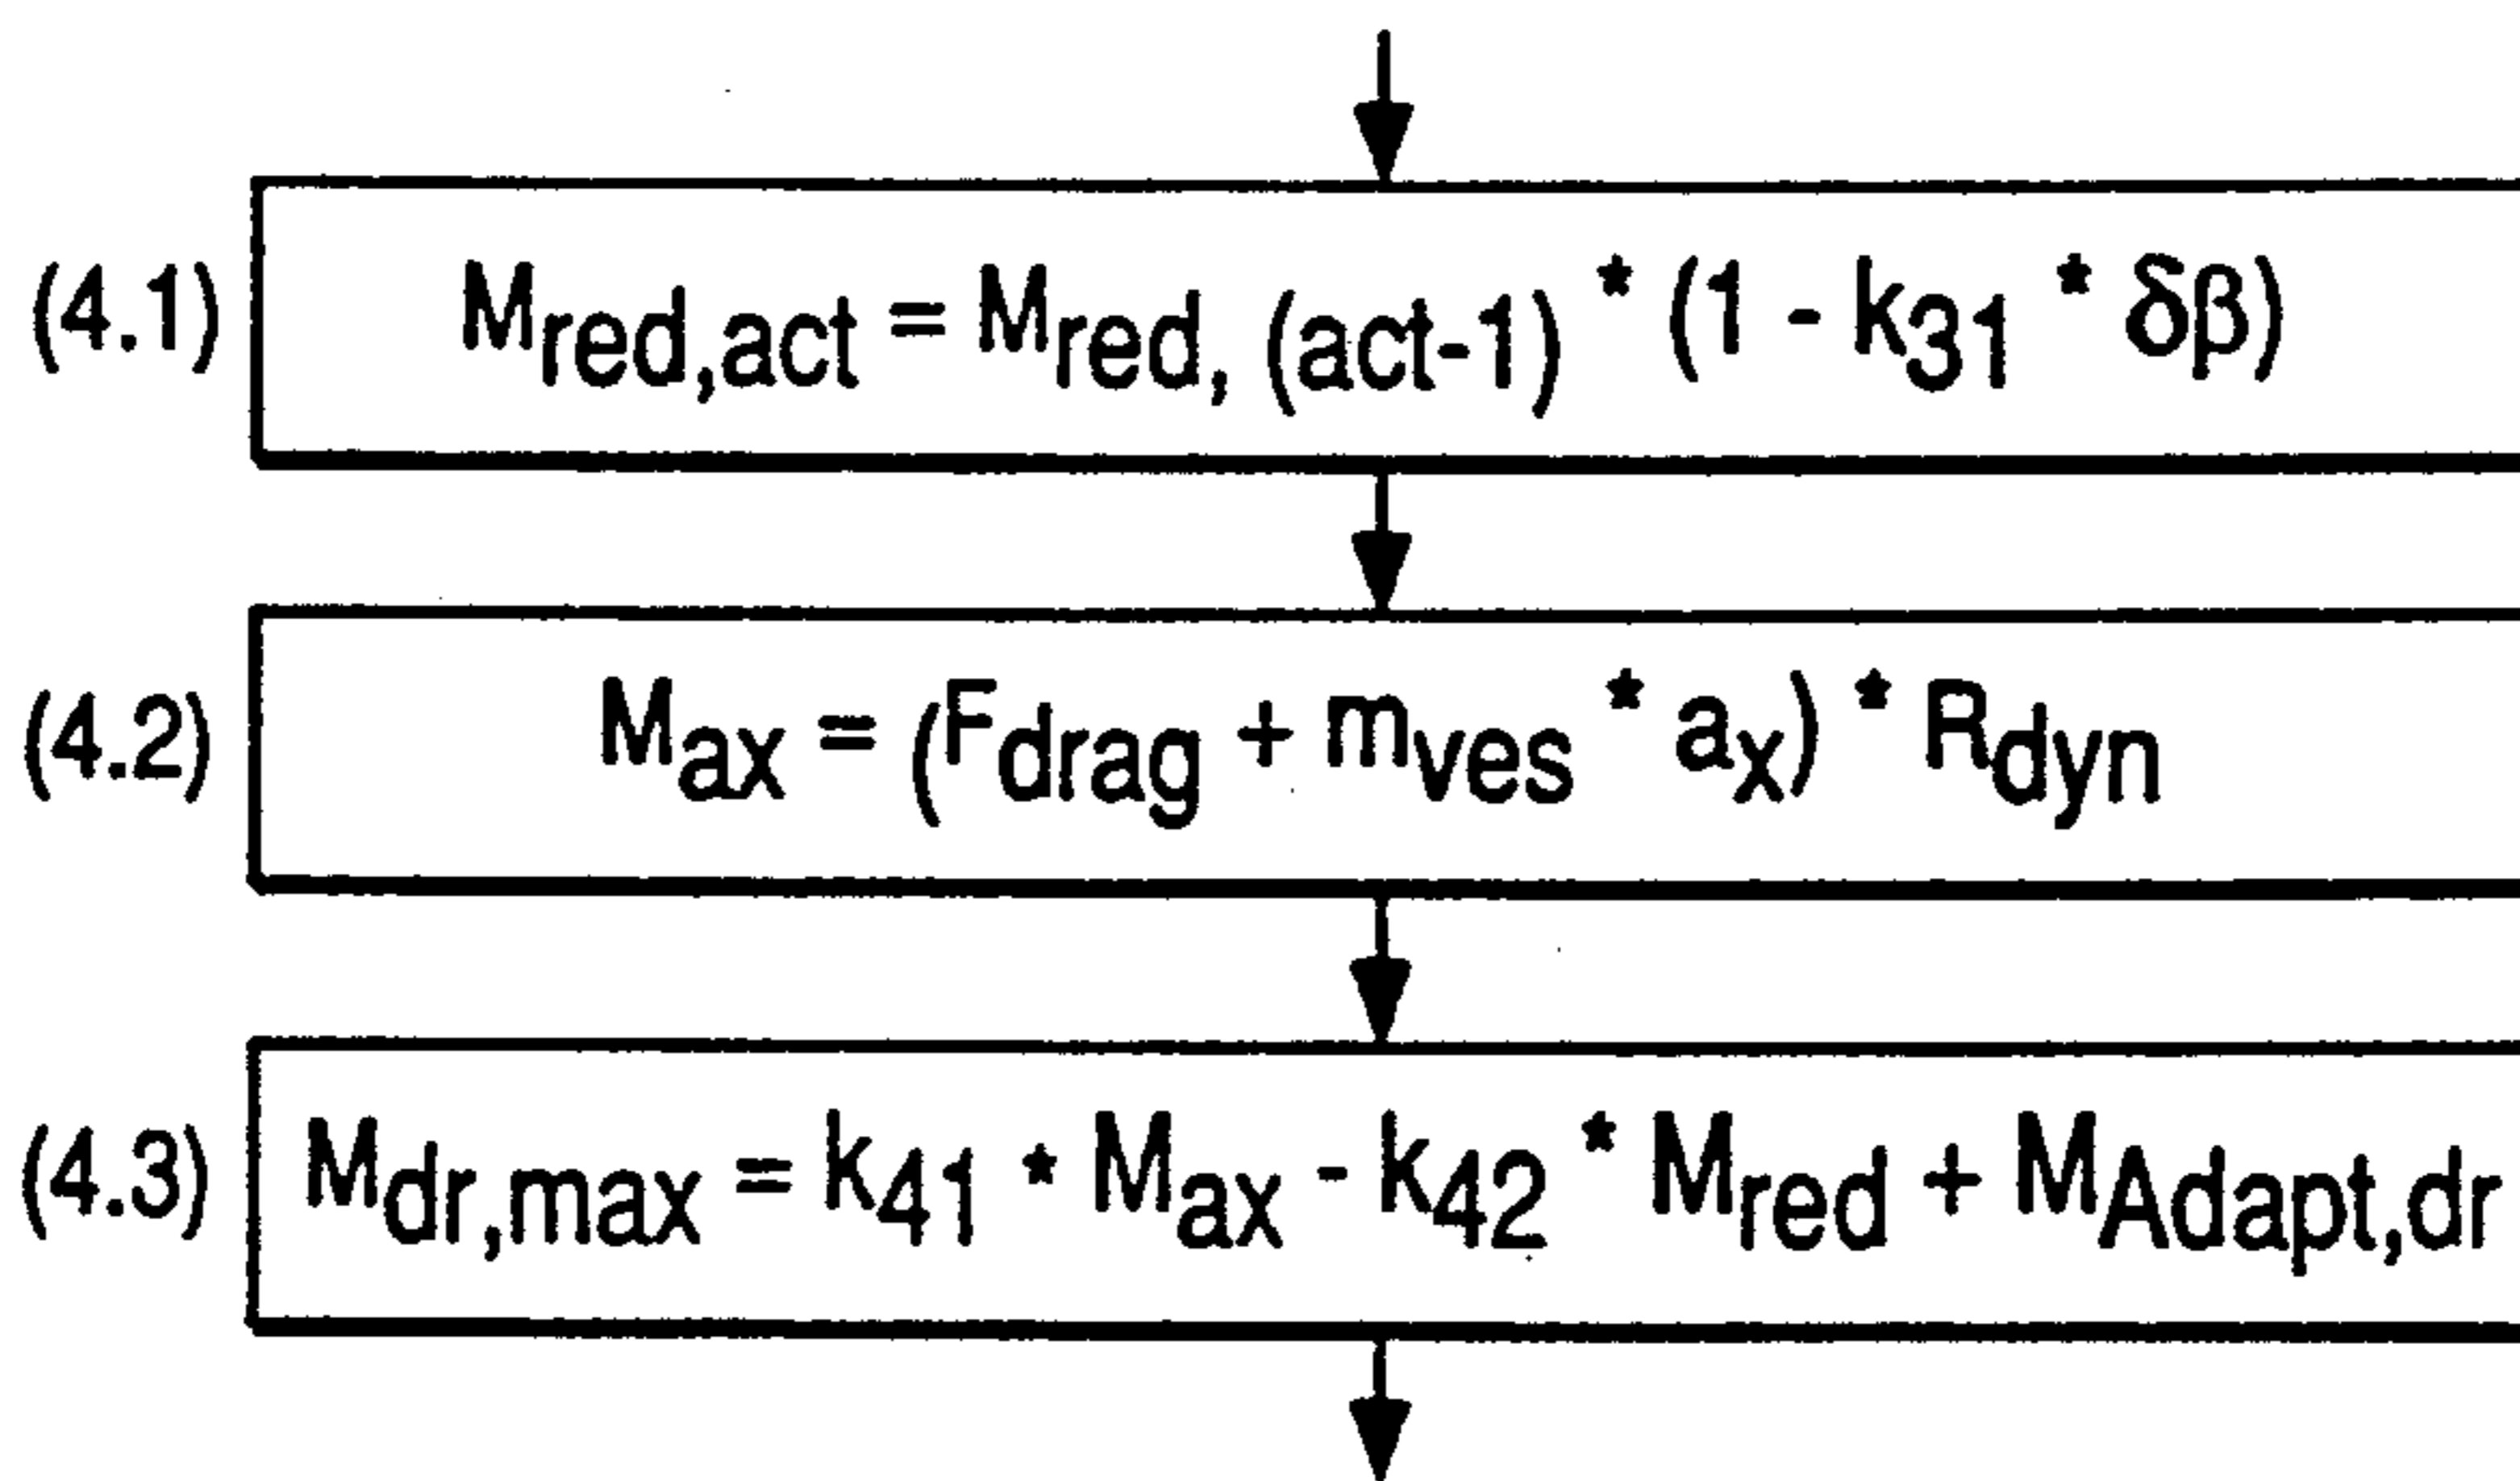 (4.1) Mred,act = Mred, (act-1) * (1 - k31 * δβ)
(4.2) Max = (Fdrag + mves * ax) * Rdyn
(4.3) Mdr,max = k41 * Max - k42 * Mred + MAdapt,dr